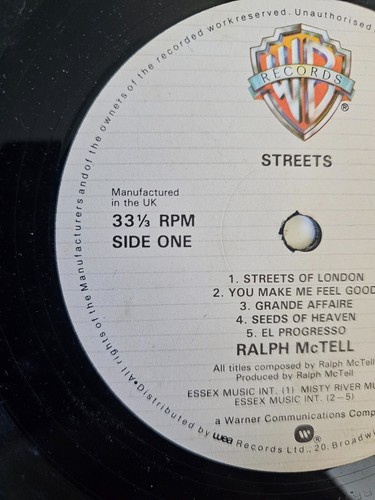 All rights of the Manufacturers and of the owners of the recorded work reserved. Unauthorised
WB
RECORDS
®
STREETS
Manufactured
in the UK
33⅓ RPM
SIDE ONE
1. STREETS OF LONDON
2. YOU MAKE ME FEEL GOOD
3. GRANDE AFFAIRE
4. SEEDS OF HEAVEN
5. EL PROGRESSO
RALPH McTELL
All titles composed by Ralph McTell
Produced by Ralph McTell
ESSEX MUSIC INT. (1) MISTY RIVER
ESSEX MUSIC INT. (2–5)
a Warner Communications
®
• Distributed by wea Records Ltd., 20, Broadw